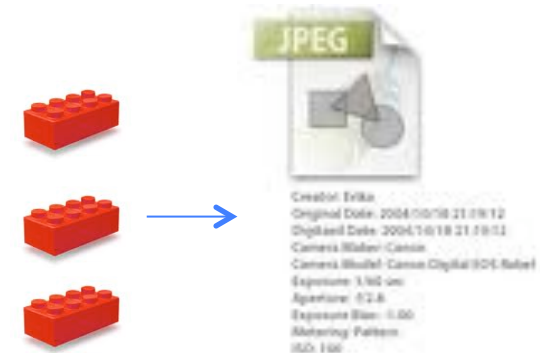 JPEG
Creator: Erika
Original Date: 2004/10/18 21:19:12
Digitized Date: 2004/10/18 21:19:12
Camera Maker: Canon
Camera Model: Canon Digital EOS Rebel
Exposure: 1/60 sec
Aperture: f/2.8
Exposure Bias: -1.00
Metering: Pattern
ISO: